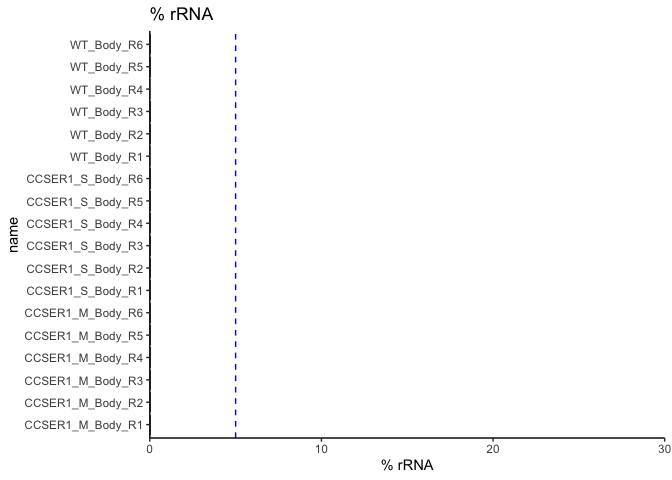 % rRNA
WT_Body_R6
WT_Body_R5
WT_Body_R4
WT_Body_R3
WT_Body_R2
WT_Body_R1
CCSER1_S_Body_R6
CCSER1_S_Body_R5
CCSER1_S_Body_R4
CCSER1_S_Body_R3
CCSER1_S_Body_R2
CCSER1_S_Body_R1
CCSER1_M_Body_R6
CCSER1_M_Body_R5
CCSER1_M_Body_R4
CCSER1_M_Body_R3
CCSER1_M_Body_R2
CCSER1_M_Body_R1
name
0 10 20 30
% rRNA